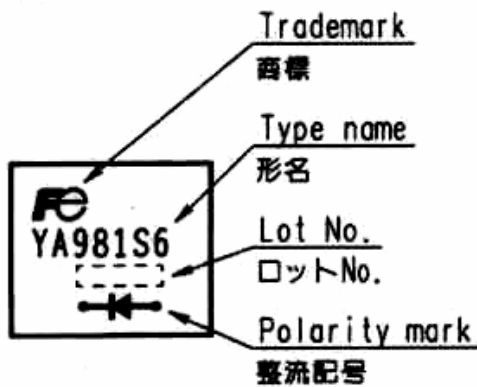 Trademark
商標
Type name
形名
Fe
YA981S6
Lot No.
ロットNo.
Polarity mark
整流記号